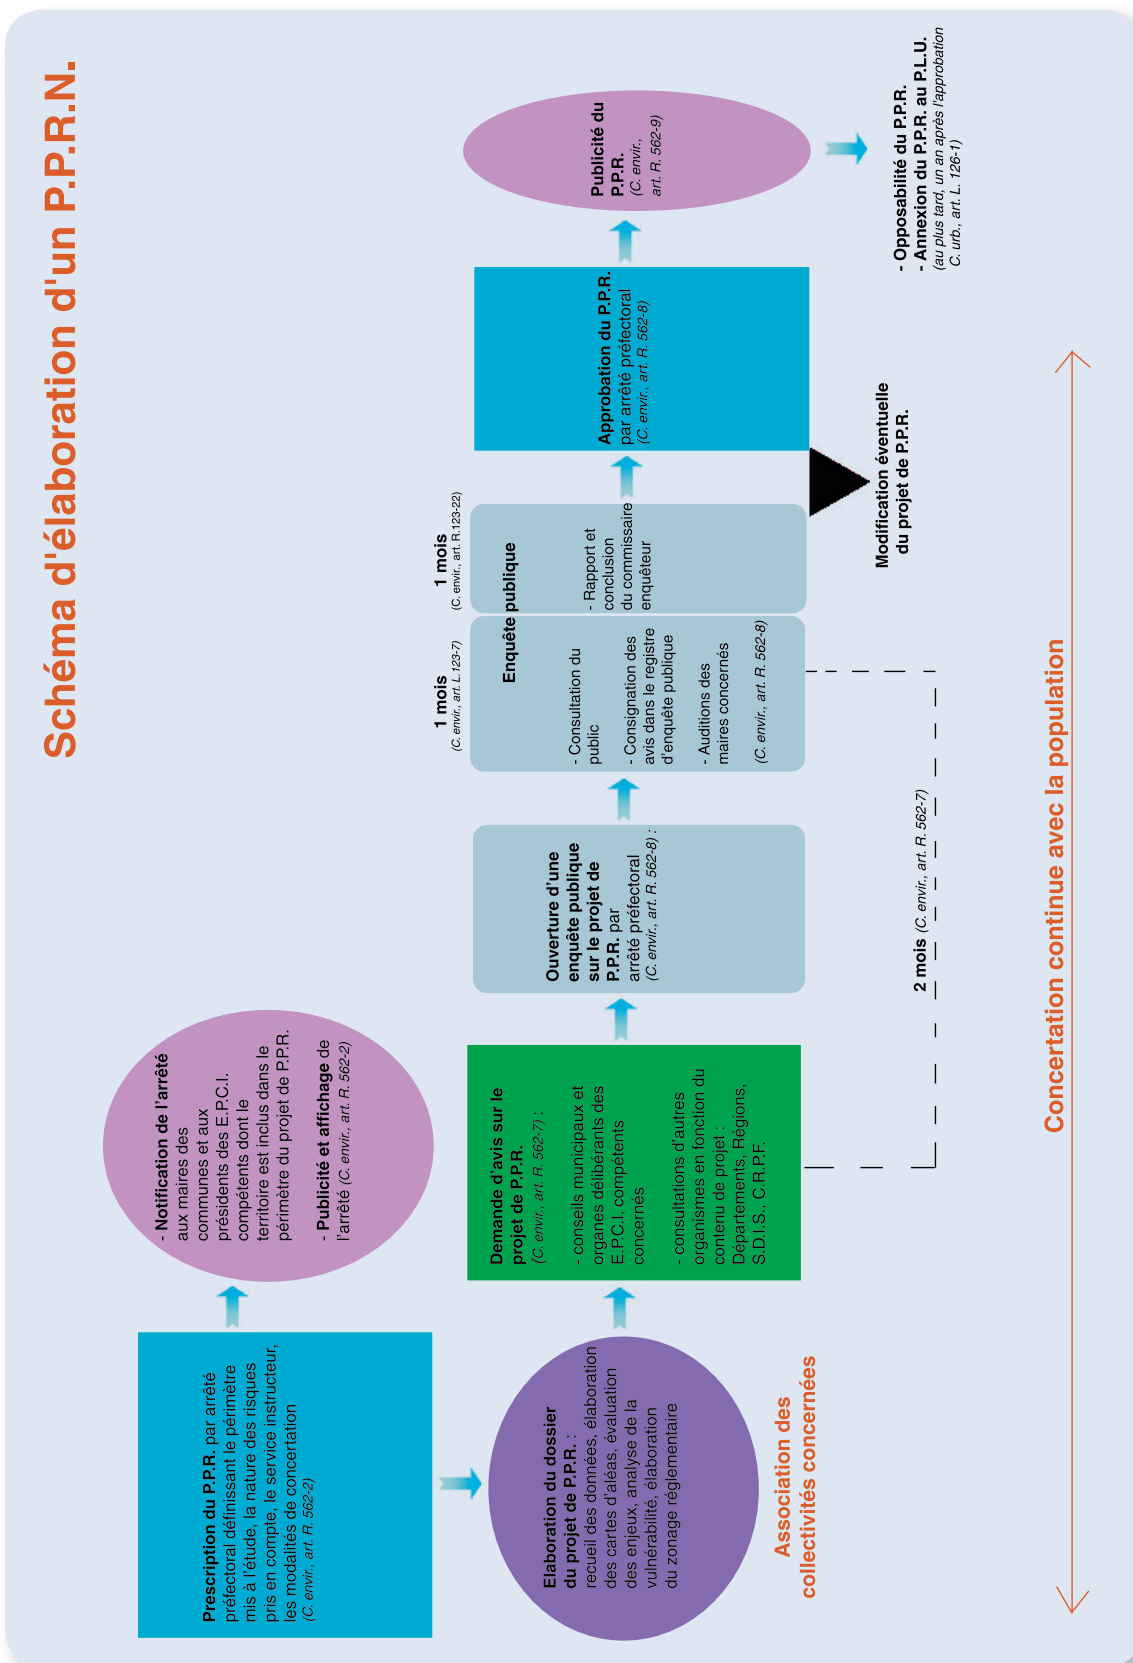 Schéma d'élaboration d'un P.P.R.N.
Prescription du P.P.R. par arrêté
préfectoral définissant le périmètre
mis à l'étude, la nature des risques
pris en compte, le service instructeur,
les modalités de concertation
(C. envir., art. R. 562-2)
- Notification de l'arrêté
aux maires des
communes et aux
présidents des E.P.C.I.
compétents dont le
territoire est inclus dans le
périmètre du projet de P.P.R.
- Publicité et affichage de
l'arrêté (C. envir., art. R. 562-2)
Elaboration du dossier
du projet de P.P.R. :
recueil des données, élaboration
des cartes d'aléas, évaluation
des enjeux, analyse de la
vulnérabilité, élaboration
du zonage réglementaire
Association des
collectivités concernées
Demande d'avis sur le
projet de P.P.R.
(C. envir., art. R. 562-7) :
- conseils municipaux et
organes délibérants des
E.P.C.I. compétents
concernés
- consultations d'autres
organismes en fonction du
contenu de projet :
Départements, Régions,
S.D.I.S., C.R.P.F.
Ouverture d'une
enquête publique
sur le projet de
P.P.R. par
arrêté préfectoral
(C. envir., art. R. 562-8) :
1 mois
(C. envir., art. L.123-7)
1 mois
(C. envir., art. R.123-22)
Enquête publique
- Consultation du
public
- Consignation des
avis dans le registre
d'enquête publique
- Auditions des
maires concernés
(C. envir., art. R. 562-8)
- Rapport et
conclusion
du commissaire
enquêteur
2 mois (C. envir., art. R. 562-7)
Approbation du P.P.R.
par arrêté préfectoral
(C. envir., art. R. 562-8)
Modification éventuelle
du projet de P.P.R.
Publicité du
P.P.R.
(C. envir.,
art. R. 562-9)
- Opposabilité du P.P.R.
- Annexion du P.P.R. au P.L.U.
(au plus tard, un an après l'approbation
C. urb., art. L. 126-1)
Concertation continue avec la population